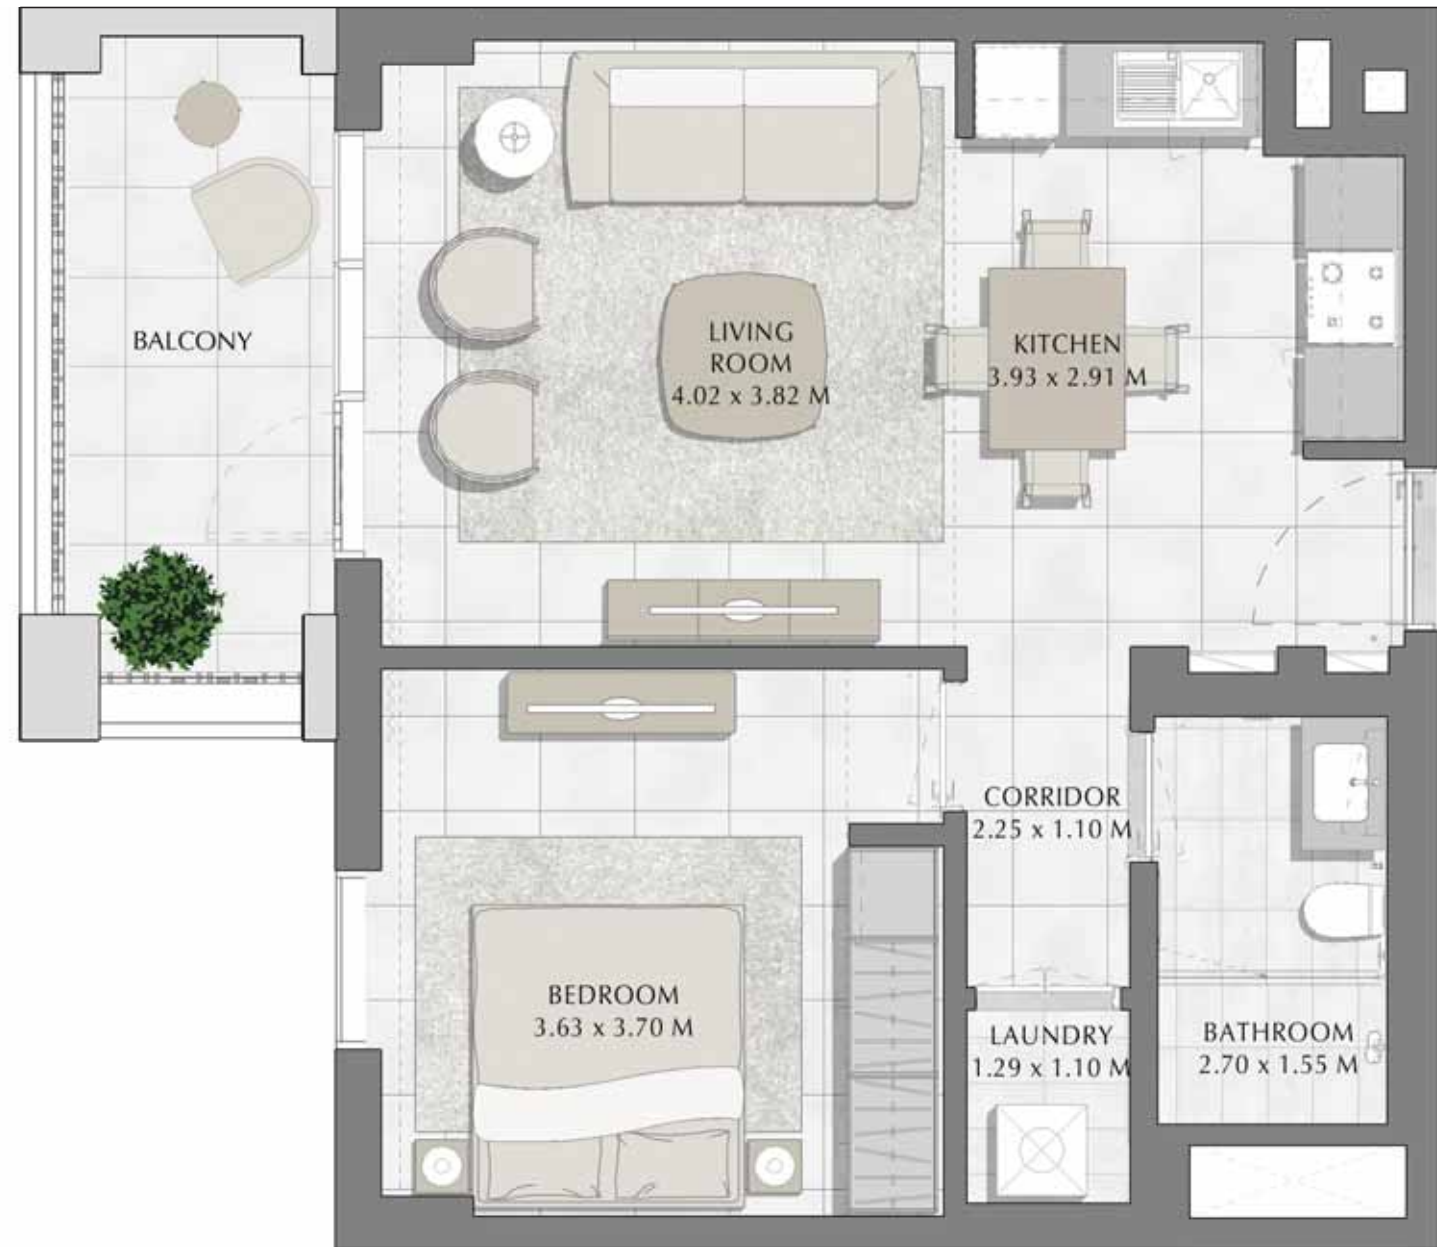 BALCONY
LIVING
ROOM
4.02 x 3.82 M
KITCHEN
3.93 x 2.91 M
CORRIDOR
2.25 x 1.10 M
BEDROOM
3.63 x 3.70 M
LAUNDRY
1.29 x 1.10 M
BATHROOM
2.70 x 1.55 M